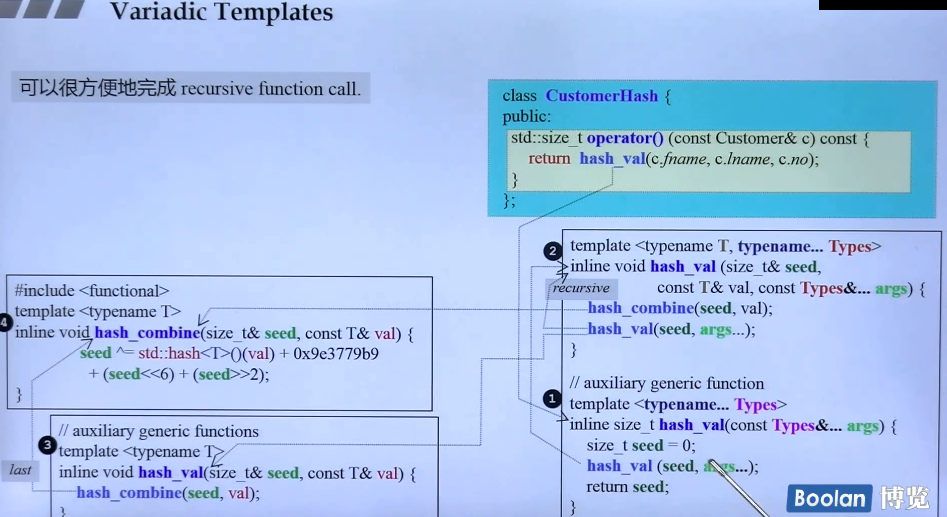 Variadic Templates
可以很方便地完成 recursive function call.
class CustomerHash {
public:
std::size_t operator() (const Customer& c) const {
return hash_val(c.fname, c.lname, c.no);
}
};
2
template <typename T, typename... Types>
inline void hash_val (size_t& seed,
const T& val, const Types&... args) {
recursive
hash_combine(seed, val);
hash_val(seed, args...);
}
1
// auxiliary generic function
template <typename... Types>
inline size_t hash_val(const Types&... args) {
size_t seed = 0;
hash_val (seed, args...);
return seed;
}
4
#include <functional>
template <typename T>
inline void hash_combine(size_t& seed, const T& val) {
seed ^= std::hash<T>()(val) + 0x9e3779b9
+ (seed<<6) + (seed>>2);
}
3
// auxiliary generic functions
template <typename T>
inline void hash_val(size_t& seed, const T& val) {
hash_combine(seed, val);
}
last
Boolan 博览